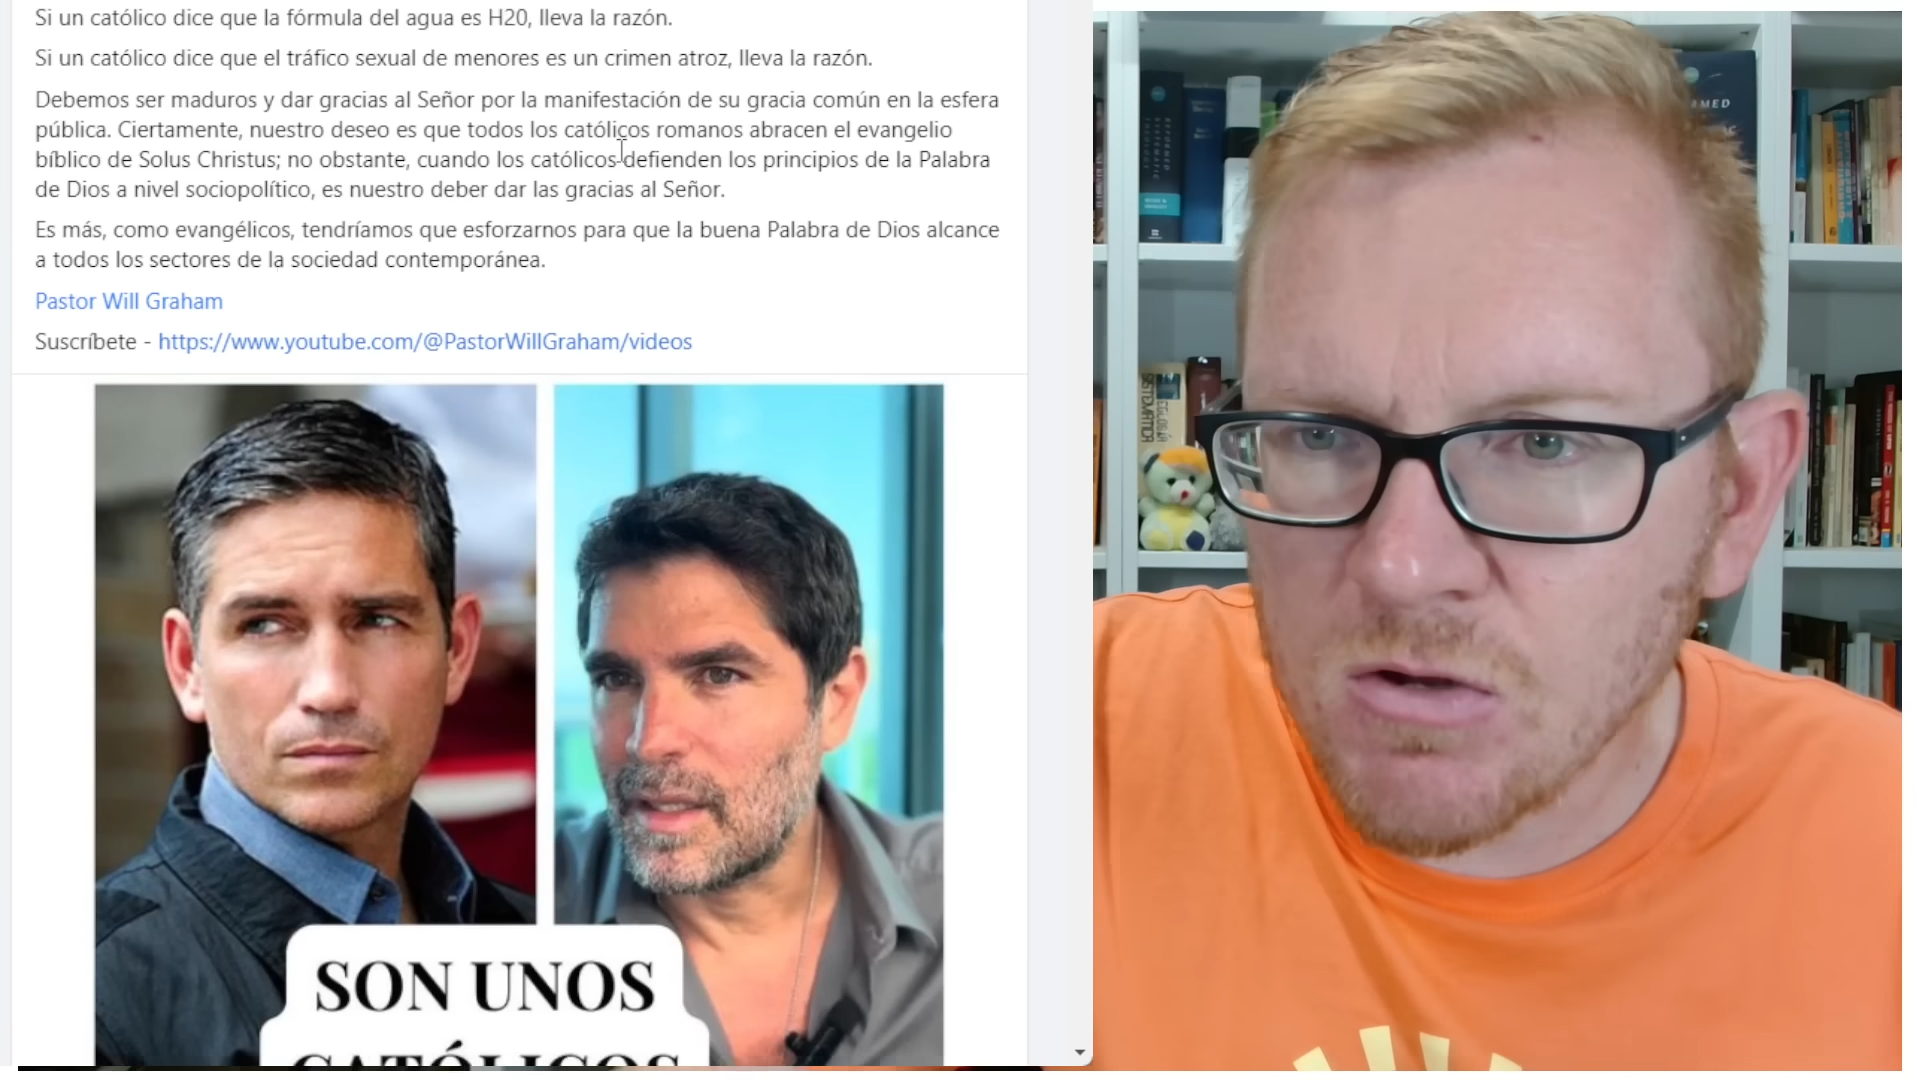 Si un católico dice que la fórmula del agua es H20, lleva la razón.
Si un católico dice que el tráfico sexual de menores es un crimen atroz, lleva la razón.
Debemos ser maduros y dar gracias al Señor por la manifestación de su gracia común en la esfera
pública. Ciertamente, nuestro deseo es que todos los católicos romanos abracen el evangelio
bíblico de Solus Christus; no obstante, cuando los católicos defienden los principios de la Palabra
de Dios a nivel sociopolítico, es nuestro deber dar las gracias al Señor.
Es más, como evangélicos, tendríamos que esforzarnos para que la buena Palabra de Dios alcance
a todos los sectores de la sociedad contemporánea.
Pastor Will Graham
Suscríbete - https://www.youtube.com/@PastorWillGraham/videos
SON UNOS
CATÓLICOS